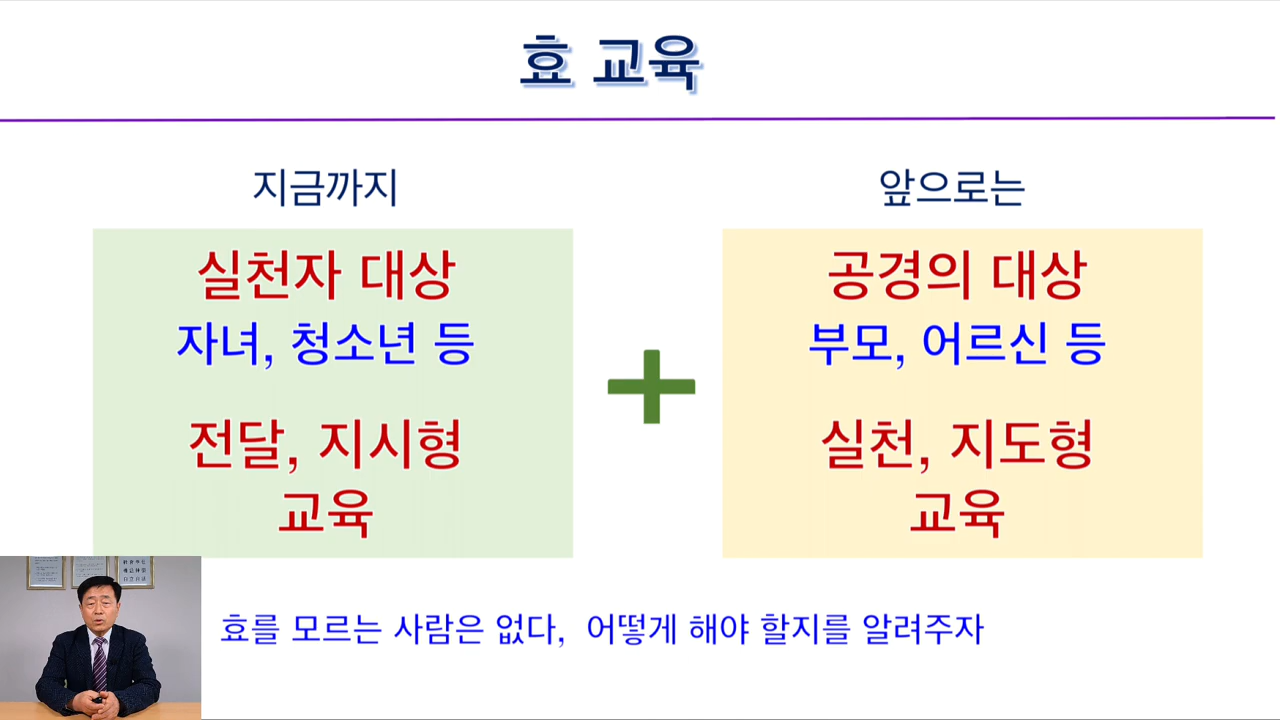 효 교육
지금까지
실천자 대상
자녀, 청소년 등
전달, 지시형
교육
앞으로는
공경의 대상
부모, 어르신 등
실천, 지도형
교육
효를 모르는 사람은 없다, 어떻게 해야 할지를 알려주자